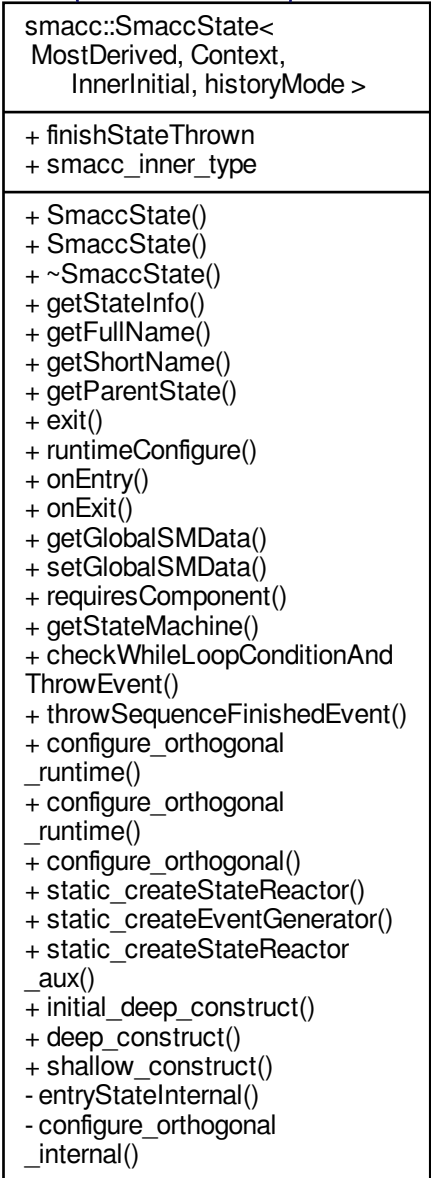 smacc::SmaccState<
MostDerived, Context,
InnerInitial, historyMode >
+ finishStateThrown
+ smacc_inner_type
+ SmaccState()
+ SmaccState()
+ ~SmaccState()
+ getStateInfo()
+ getFullName()
+ getShortName()
+ getParentState()
+ exit()
+ runtimeConfigure()
+ onEntry()
+ onExit()
+ getGlobalSMData()
+ setGlobalSMData()
+ requiresComponent()
+ getStateMachine()
+ checkWhileLoopConditionAnd
ThrowEvent()
+ throwSequenceFinishedEvent()
+ configure_orthogonal
_runtime()
+ configure_orthogonal
_runtime()
+ configure_orthogonal()
+ static_createStateReactor()
+ static_createEventGenerator()
+ static_createStateReactor
_aux()
+ initial_deep_construct()
+ deep_construct()
+ shallow_construct()
- entryStateInternal()
- configure_orthogonal
_internal()